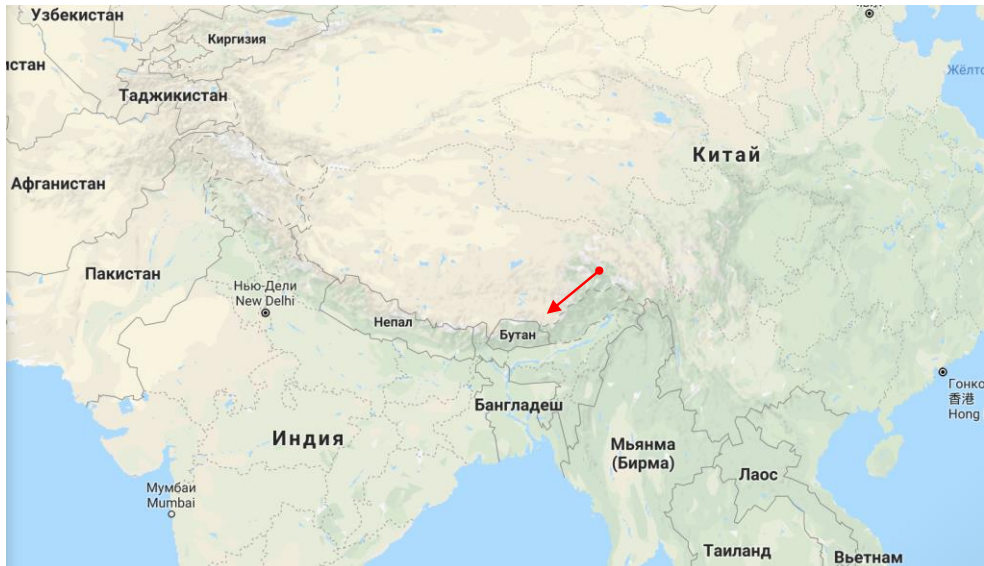 Узбекистан
Киргизия
Таджикистан
Афганистан
Китай
Пакистан
Нью-Дели
New Delhi
Непал
Бутан
Бангладеш
Индия
Мьянма
(Бирма)
Лаос
Гонко
香港
Hong
Мумбаи
Mumbai
Таиланд
Вьетнам
истан
Жёлто